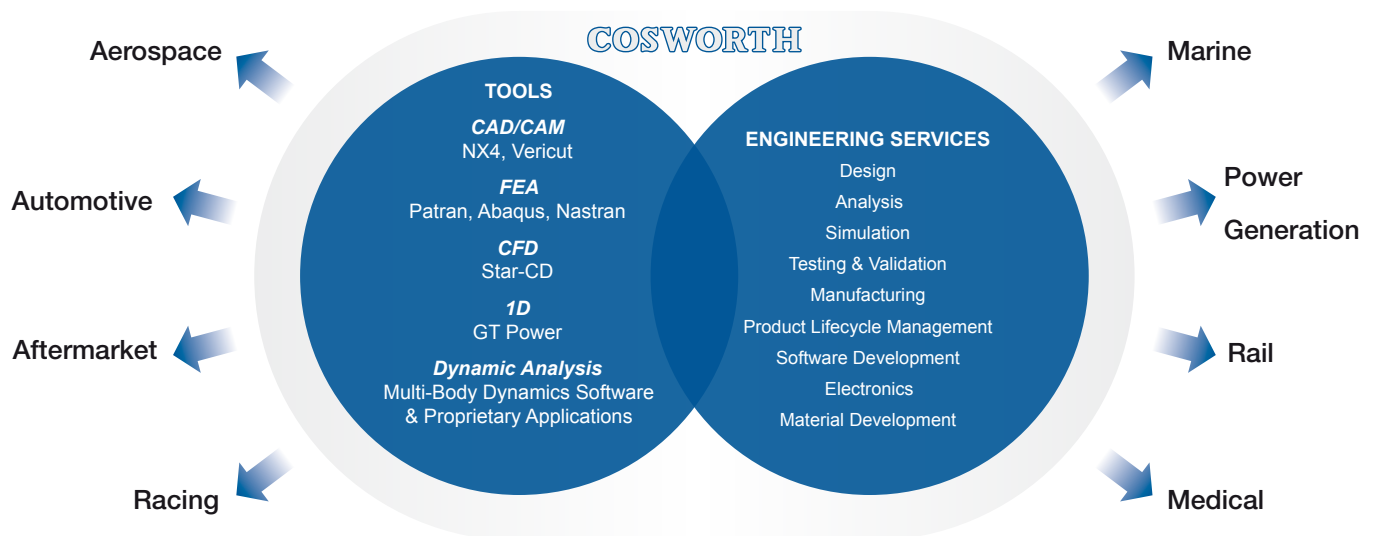 COSWORTH
Aerospace
Automotive
Aftermarket
Racing
TOOLS
CAD/CAM
NX4, Vericut
FEA
Patran, Abaqus, Nastran
CFD
Star-CD
1D
GT Power
Dynamic Analysis
Multi-Body Dynamics Software
& Proprietary Applications
ENGINEERING SERVICES
Design
Analysis
Simulation
Testing & Validation
Manufacturing
Product Lifecycle Management
Software Development
Electronics
Material Development
Marine
Power
Generation
Rail
Medical